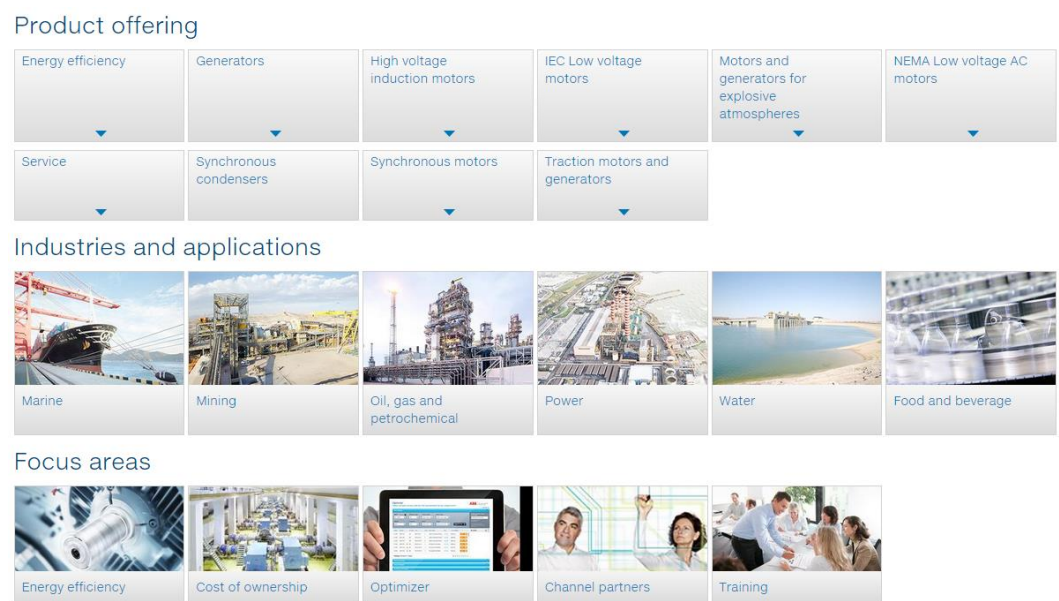 Product offering
Energy efficiency
Generators
High voltage
induction motors
IEC Low voltage
motors
Motors and
generators for
explosive
atmospheres
NEMA Low voltage AC
motors
Service
Synchronous
condensers
Synchronous motors
Traction motors and
generators
Industries and applications
Marine
Mining
Oil, gas and
petrochemical
Power
Water
Food and beverage
Focus areas
ABB
Energy efficiency
Cost of ownership
Optimizer
Channel partners
Training